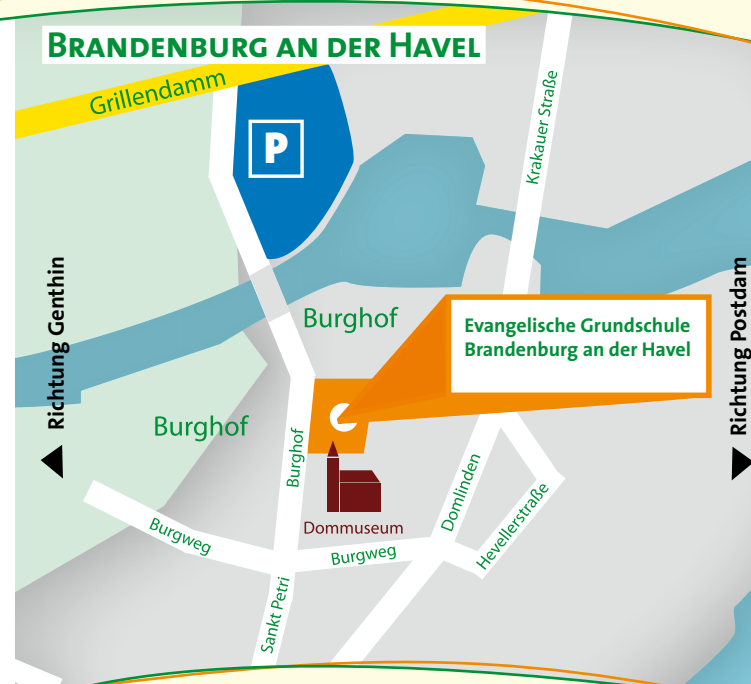 BRANDENBURG AN DER HAVEL
Grillendamm
P
Krakauer Straße
Richtung Genthin
Richtung Postdam
Burghof
Evangelische Grundschule
Brandenburg an der Havel
Burghof
Burghof
Domlinden
Hevellerstraße
Dommuseum
Burgweg
Burgweg
Sankt Petri